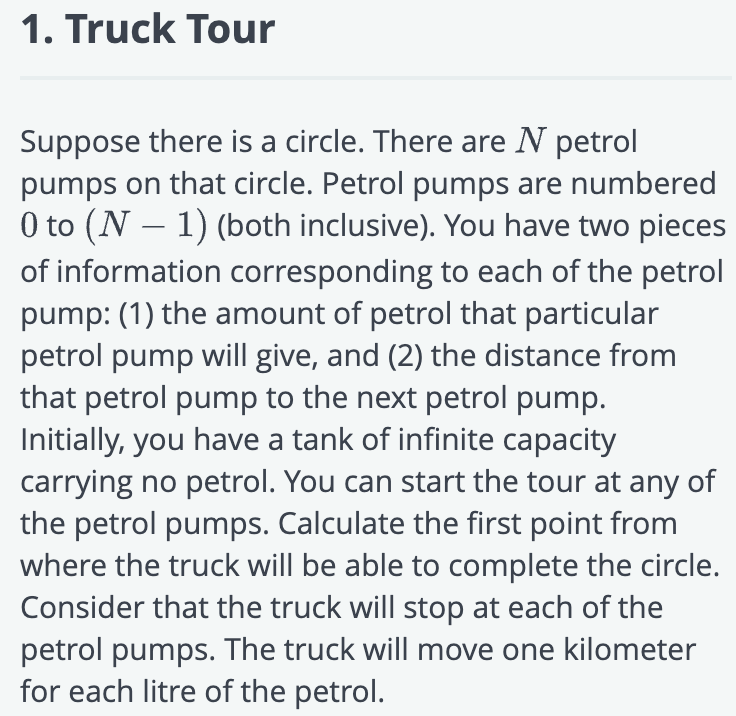 1. Truck Tour
Suppose there is a circle. There are N petrol
pumps on that circle. Petrol pumps are numbered
0 to (N − 1) (both inclusive). You have two pieces
of information corresponding to each of the petrol
pump: (1) the amount of petrol that particular
petrol pump will give, and (2) the distance from
that petrol pump to the next petrol pump.
Initially, you have a tank of infinite capacity
carrying no petrol. You can start the tour at any of
the petrol pumps. Calculate the first point from
where the truck will be able to complete the circle.
Consider that the truck will stop at each of the
petrol pumps. The truck will move one kilometer
for each litre of the petrol.